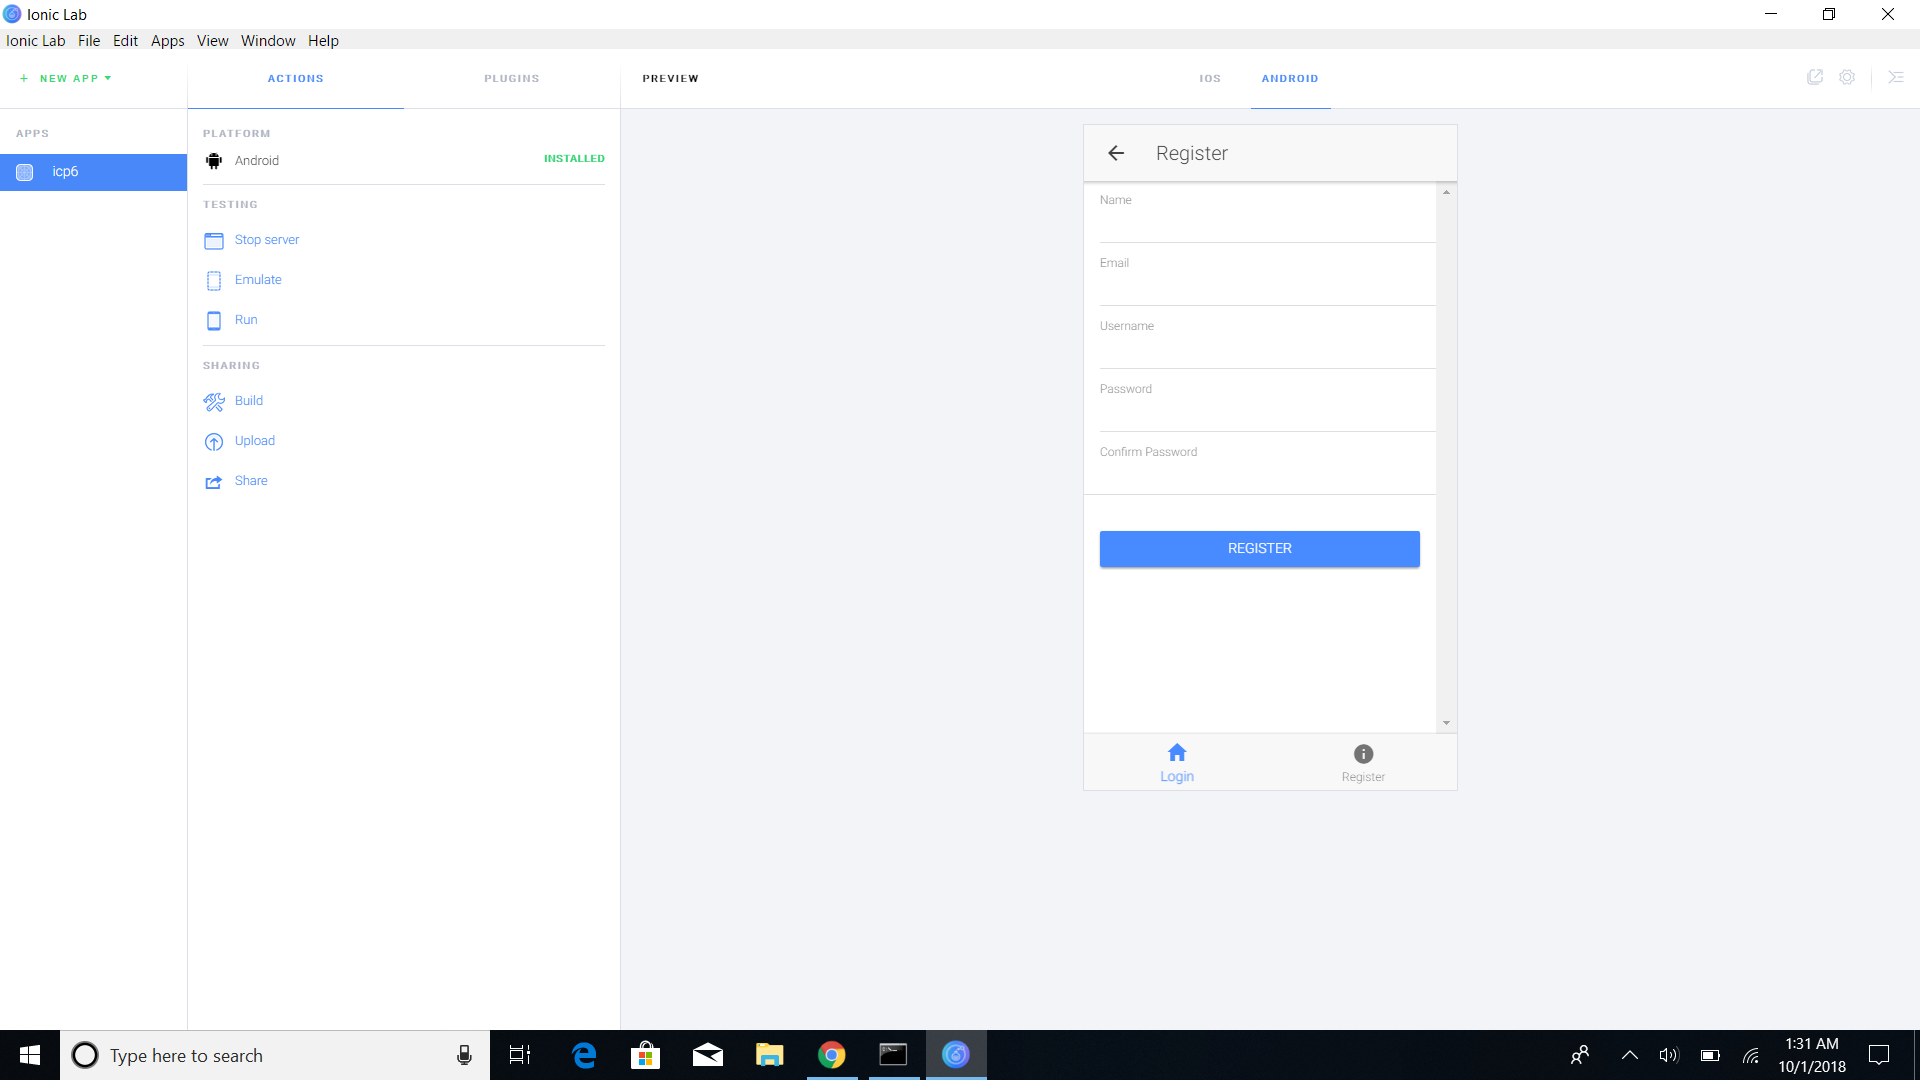 Ionic Lab
Ionic Lab File Edit Apps View Window Help
+ NEW APP
ACTIONS PLUGINS
PREVIEW
IOS ANDROID
APPS
icp6
PLATFORM
Android INSTALLED
TESTING
Stop server
Emulate
Run
SHARING
Build
Upload
Share
Register
Name
Email
Username
Password
Confirm Password
REGISTER
Login Register
Type here to search
1:31 AM
10/1/2018